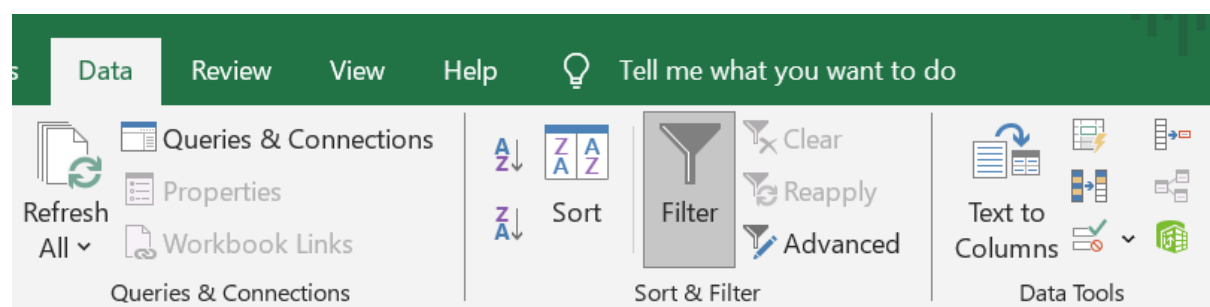 s Data Review View Help Tell me what you want to do
Queries & Connections
Properties
Workbook Links
Refresh
All
Queries & Connections
A
Z
Z
A
Z A
A Z
Sort
Filter
Clear
Reapply
Advanced
Sort & Filter
Text to
Columns
Data Tools